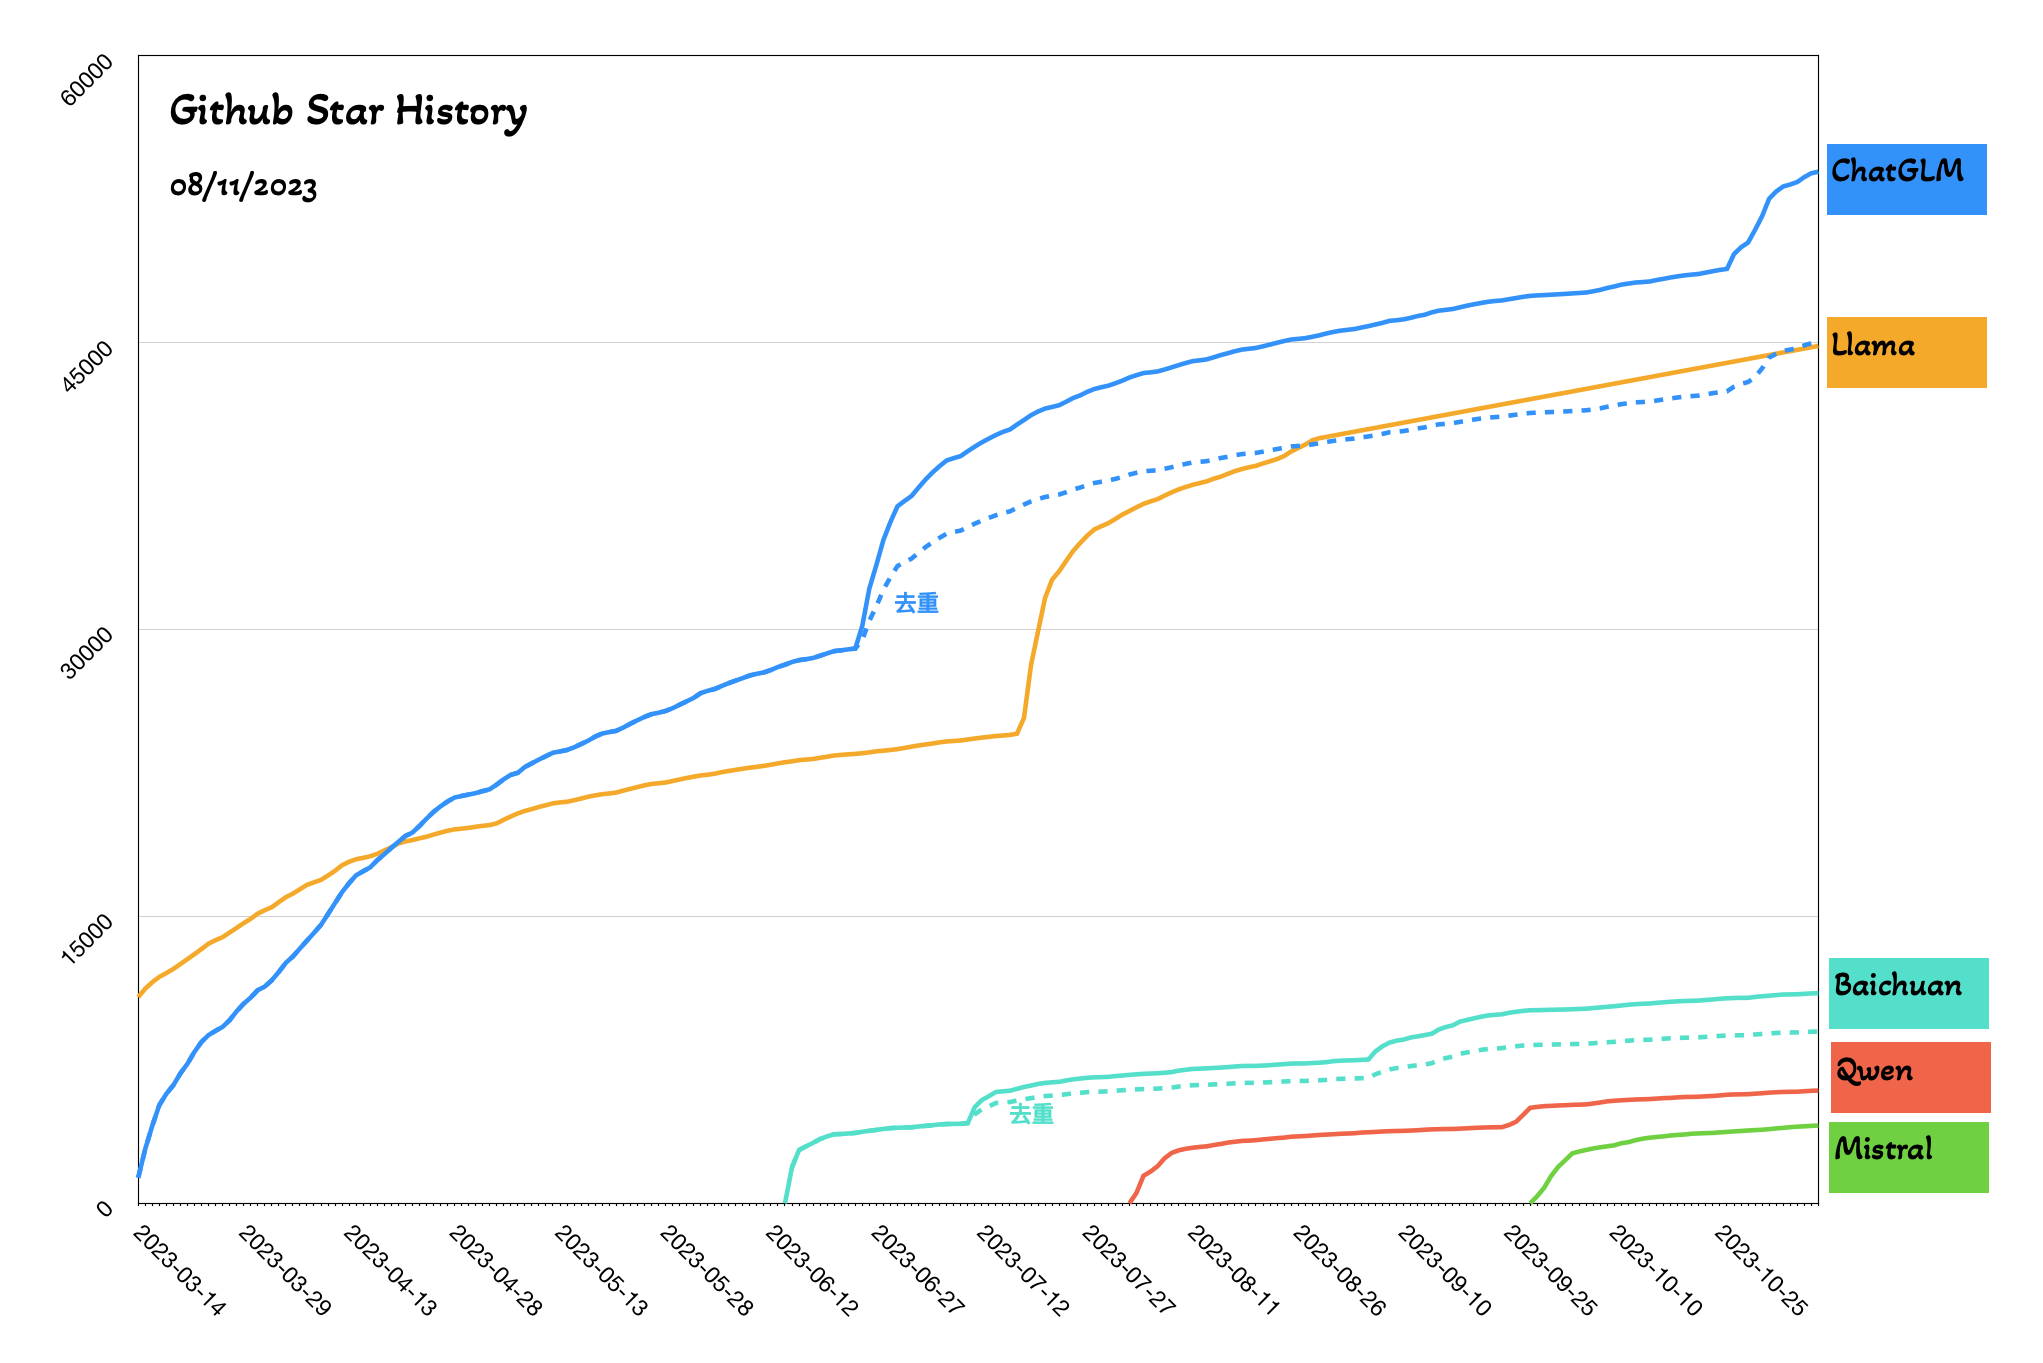 Github Star History
08/11/2023
60000
45000
30000
15000
0
ChatGLM
Llama
去重
Baichuan
去重
Qwen
Mistral
2023-03-14
2023-03-29
2023-04-13
2023-04-28
2023-05-13
2023-05-28
2023-06-12
2023-06-27
2023-07-12
2023-07-27
2023-08-11
2023-08-26
2023-09-10
2023-09-25
2023-10-10
2023-10-25